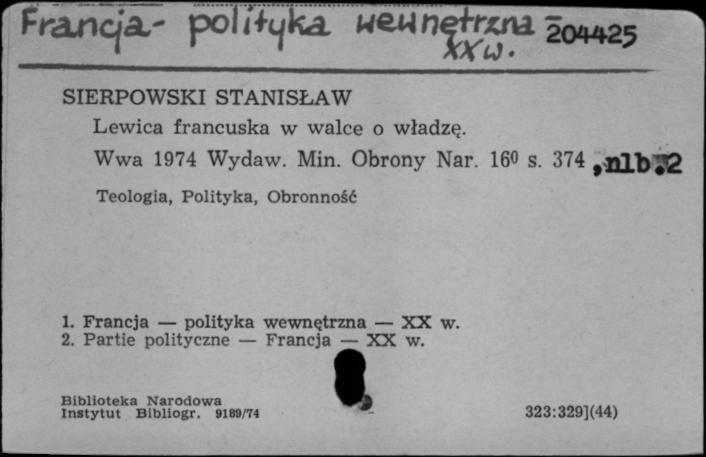 Francja - polityka wewnętrzna - 204425
XX w.
SIERPOWSKI STANISŁAW
Lewica francuska w walce o władzę.
Wwa 1974 Wydaw. Min. Obrony Nar. 16⁰ s. 374 , nlb. 2
Teologia, Polityka, Obronność
1. Francja — polityka wewnętrzna — XX w.
2. Partie polityczne — Francja — XX w.
Biblioteka Narodowa
Instytut Bibliogr. 9189/74
323:329](44)